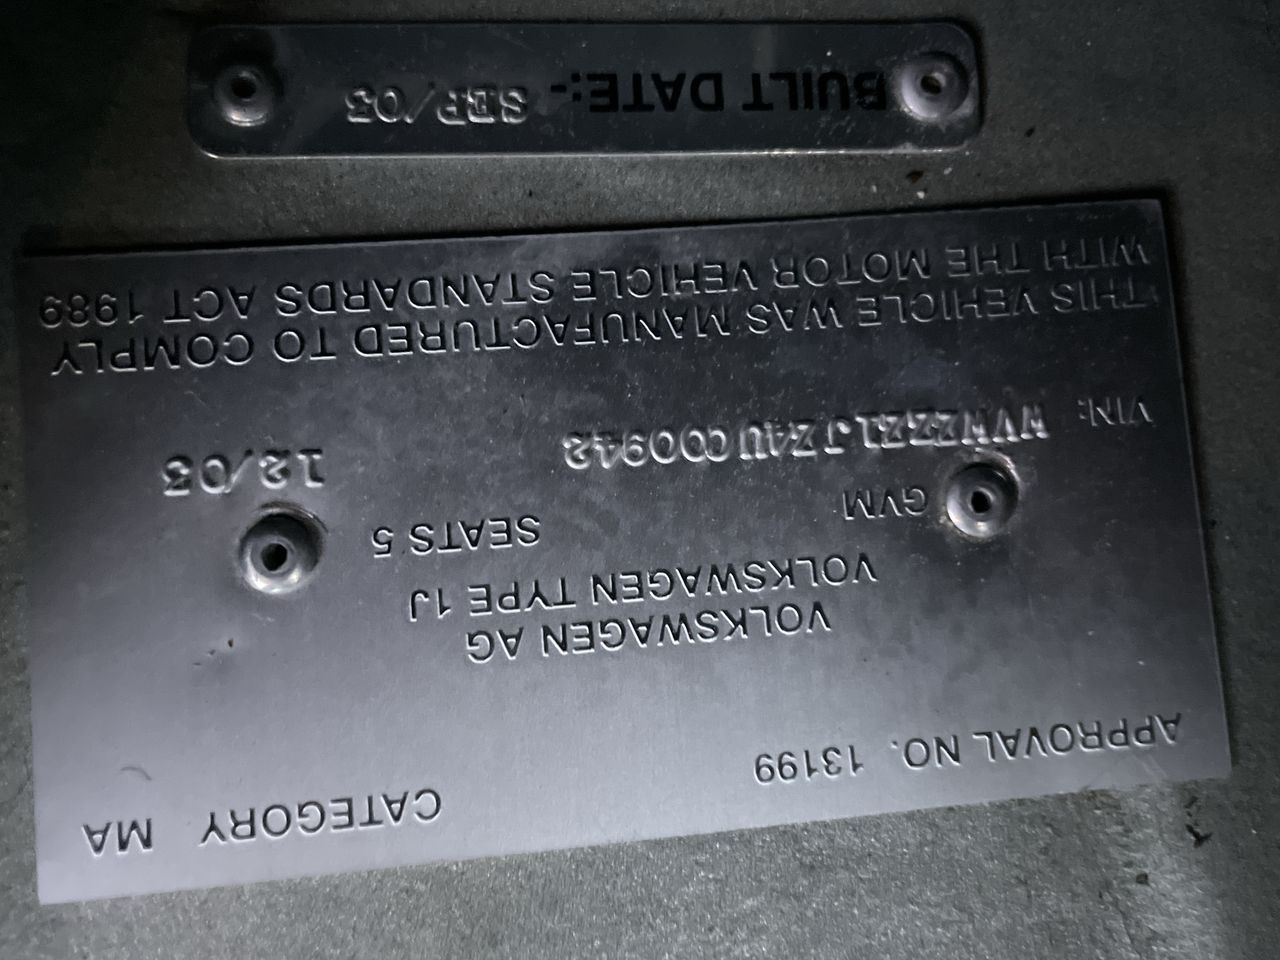 APPROVAL NO. 13199 CATEGORY MA
VOLKSWAGEN AG
VOLKSWAGEN TYPE 1J
GVM SEATS 5
VIN: WVWZZZ1JZ4U000942 12/03
THIS VEHICLE WAS MANUFACTURED TO COMPLY
WITH THE MOTOR VEHICLE STANDARDS ACT 1989
BUILT DATE:- SEP/03